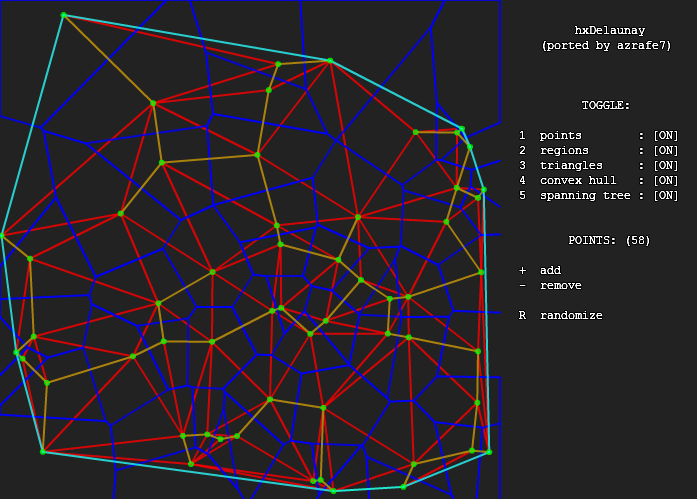 hxDelaunay
(ported by azrafe7)
TOGGLE:
1 points : [ON]
2 regions : [ON]
3 triangles : [ON]
4 convex hull : [ON]
5 spanning tree : [ON]
POINTS: (58)
+ add
- remove
R randomize